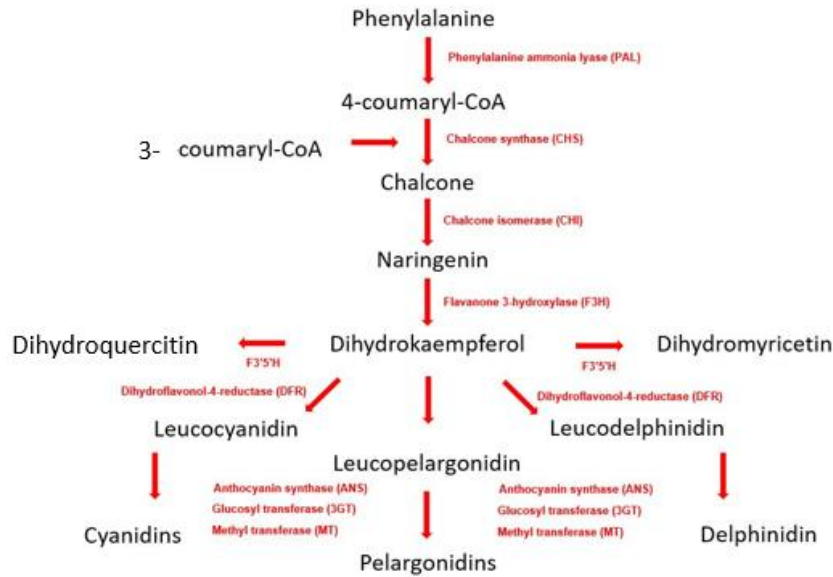 Phenylalanine
Phenylalanine ammonia lyase (PAL)
4-coumaryl-CoA
3- coumaryl-CoA
Chalcone synthase (CHS)
Chalcone
Chalcone isomerase (CHI)
Naringenin
Flavanone 3-hydroxylase (F3H)
Dihydroquercitin
F3'5'H
Dihydrokaempferol
F3'5'H
Dihydromyricetin
Dihydroflavonol-4-reductase (DFR)
Dihydroflavonol-4-reductase (DFR)
Leucocyanidin
Leucopelargonidin
Leucodelphinidin
Anthocyanin synthase (ANS)
Glucosyl transferase (3GT)
Methyl transferase (MT)
Anthocyanin synthase (ANS)
Glucosyl transferase (3GT)
Methyl transferase (MT)
Cyanidins
Pelargonidins
Delphinidin